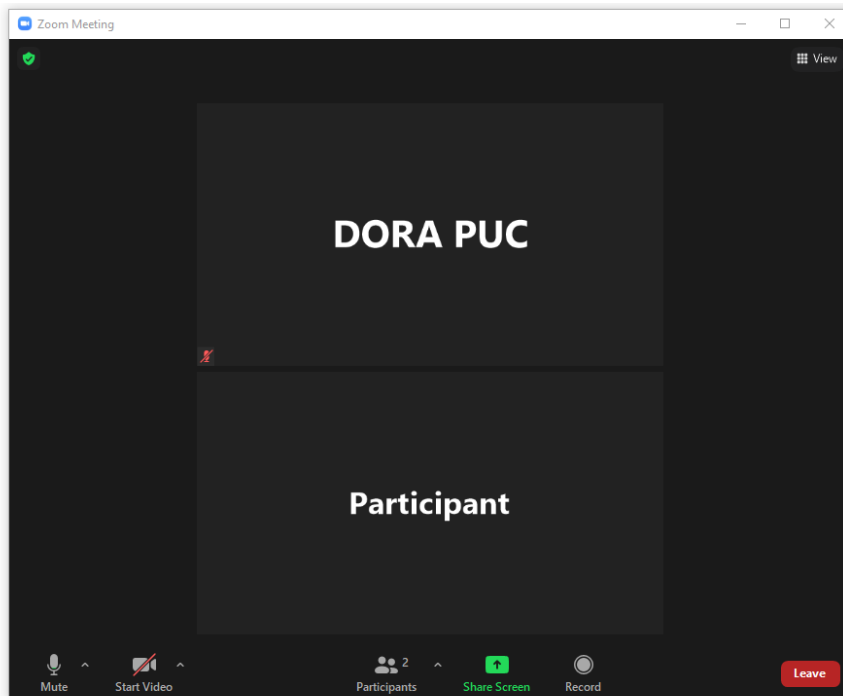 Zoom Meeting
View
DORA PUC
Participant
2
Mute
Start Video
Participants
Share Screen
Record
Leave